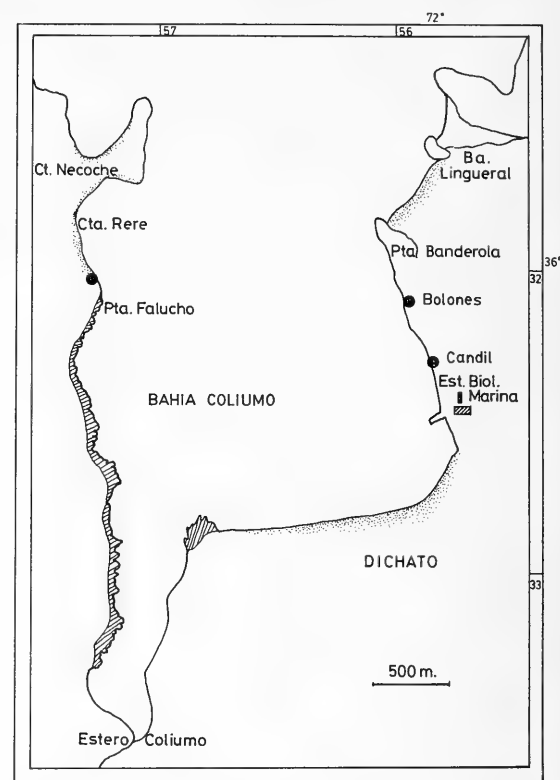 72°
57
56
Ct. Necoche
Ba.
Lingueral
Cta. Rere
Pta. Banderola
36°
32
Pta. Falucho
Bolones
Candil
Est. Biol.
Marina
BAHIA COLIUMO
DICHATO
33
500 m.
Estero Coliumo